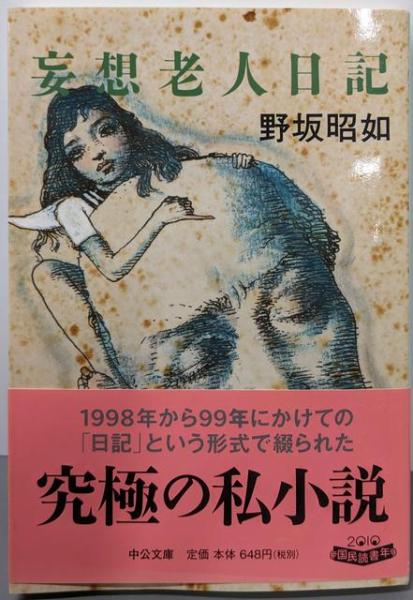 妄想老人日記
野坂昭如
1998年から99年にかけての
「日記」という形式で綴られた
究極の私小説
中公文庫 定価 本体 648円(税別)
2010
国民読書年